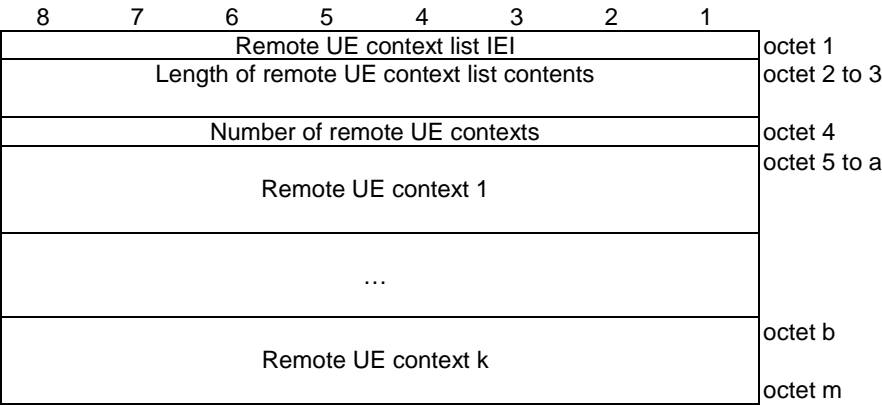 8 7 6 5 4 3 2 1
Remote UE context list IEI octet 1
Length of remote UE context list contents octet 2 to 3
Number of remote UE contexts octet 4
octet 5 to a
Remote UE context 1
…
octet b
Remote UE context k
octet m